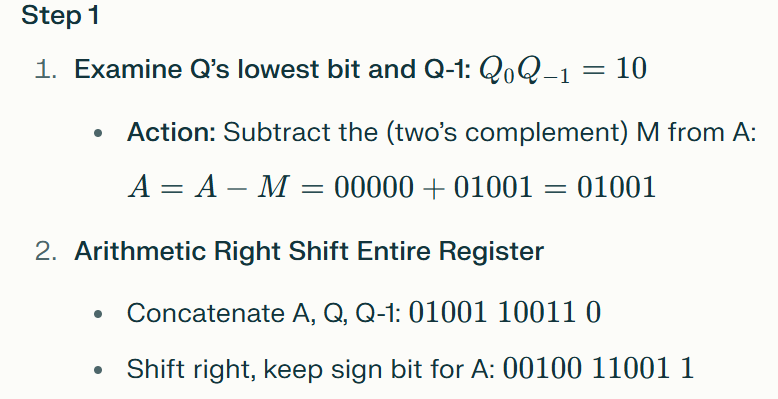 Step 1
1. Examine Q’s lowest bit and Q-1: Q₀Q₋₁ = 10
• Action: Subtract the (two’s complement) M from A:
A = A − M = 00000 + 01001 = 01001
2. Arithmetic Right Shift Entire Register
• Concatenate A, Q, Q-1: 01001 10011 0
• Shift right, keep sign bit for A: 00100 11001 1